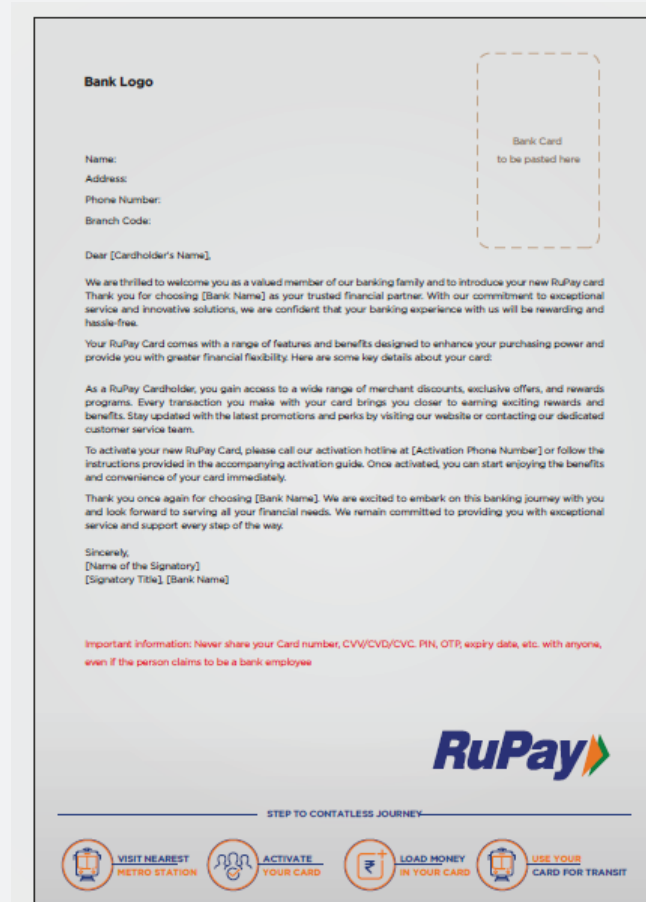 Bank Logo
Bank Card
to be pasted here
Name:
Address:
Phone Number:
Branch Code:
Dear [Cardholder's Name],
We are thrilled to welcome you as a valued member of our banking family and to introduce your new RuPay card
Thank you for choosing [Bank Name] as your trusted financial partner. With our commitment to exceptional
service and innovative solutions, we are confident that your banking experience with us will be rewarding and
hassle-free.
Your RuPay Card comes with a range of features and benefits designed to enhance your purchasing power and
provide you with greater financial flexibility. Here are some key details about your card:
As a RuPay Cardholder, you gain access to a wide range of merchant discounts, exclusive offers, and rewards
programs. Every transaction you make with your card brings you closer to earning exciting rewards and
benefits. Stay updated with the latest promotions and perks by visiting our website or contacting our dedicated
customer service team.
To activate your new RuPay Card, please call our activation hotline at [Activation Phone Number] or follow the
instructions provided in the accompanying activation guide. Once activated, you can start enjoying the benefits
and convenience of your card immediately.
Thank you once again for choosing [Bank Name]. We are excited to embark on this banking journey with you
and look forward to serving all your financial needs. We remain committed to providing you with exceptional
service and support every step of the way.
Sincerely,
[Name of the Signatory]
[Signatory Title], [Bank Name]
Important information: Never share your Card number, CVV/CVD/CVC. PIN, OTP, expiry date, etc. with anyone,
even if the person claims to be a bank employee
RuPay
STEP TO CONTATLESS JOURNEY
VISIT NEAREST
METRO STATION
ACTIVATE
YOUR CARD
₹
LOAD MONEY
IN YOUR CARD
USE YOUR
CARD FOR TRANSIT